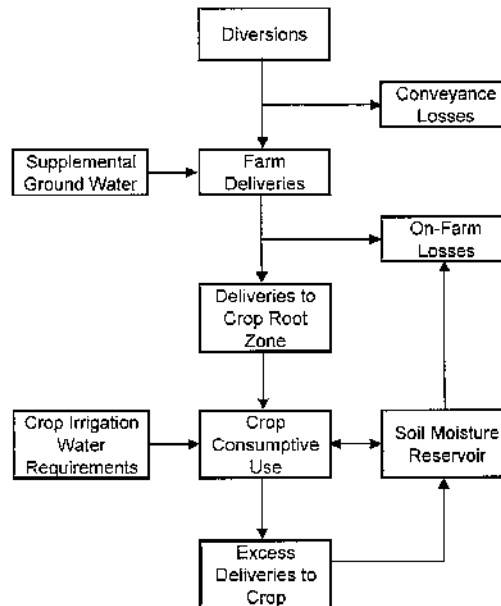 Diversions
Conveyance
Losses
Supplemental
Ground Water
Farm
Deliveries
On-Farm
Losses
Deliveries to
Crop Root
Zone
Crop Irrigation
Water
Requirements
Crop
Consumptive
Use
Soil Moisture
Reservoir
Excess
Deliveries to
Crop